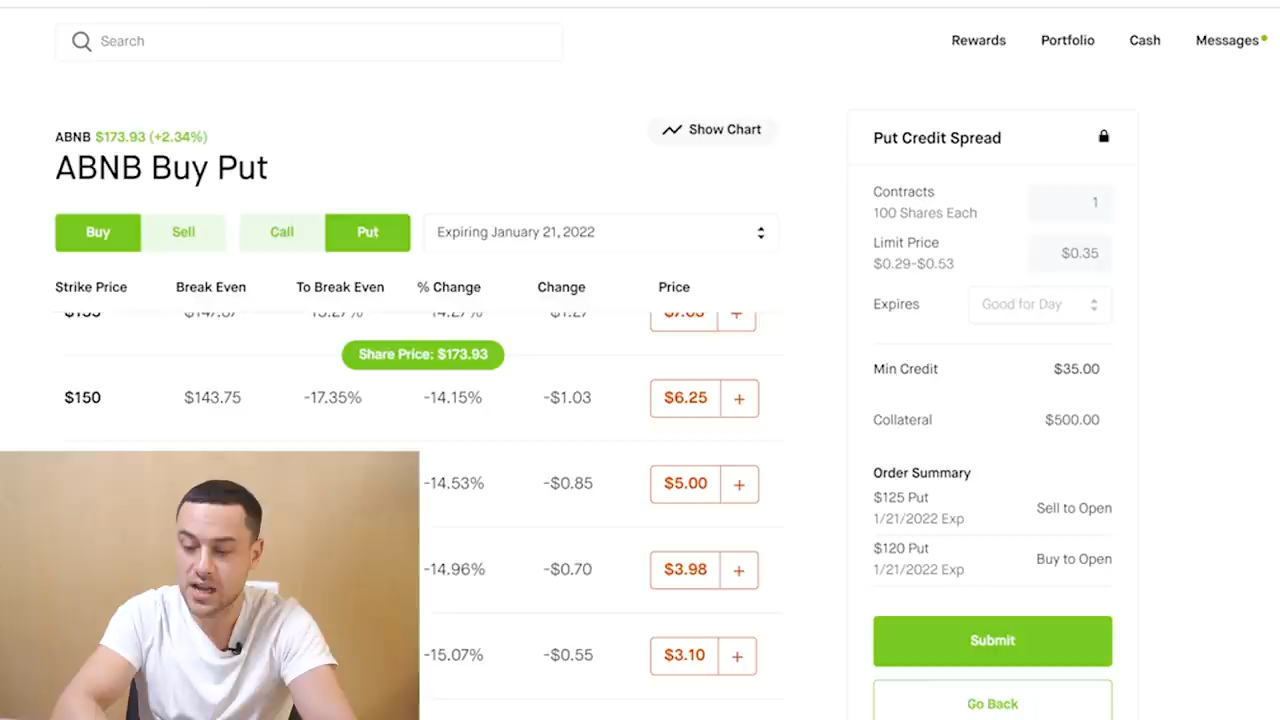 Search
Rewards Portfolio Cash Messages
ABNB $173.93 (+2.34%)
Show Chart
ABNB Buy Put
Buy Sell Call Put Expiring January 21, 2022
Strike Price Break Even To Break Even % Change Change Price
Share Price: $173.93
$150 $143.75 -17.35% -14.15% -$1.03 $6.25 +
-14.53% -$0.85 $5.00 +
-14.96% -$0.70 $3.98 +
-15.07% -$0.55 $3.10 +
Put Credit Spread
Contracts 1
100 Shares Each
Limit Price $0.35
$0.29-$0.53
Expires Good for Day
Min Credit $35.00
Collateral $500.00
Order Summary
$125 Put Sell to Open
1/21/2022 Exp
$120 Put Buy to Open
1/21/2022 Exp
Submit
Go Back